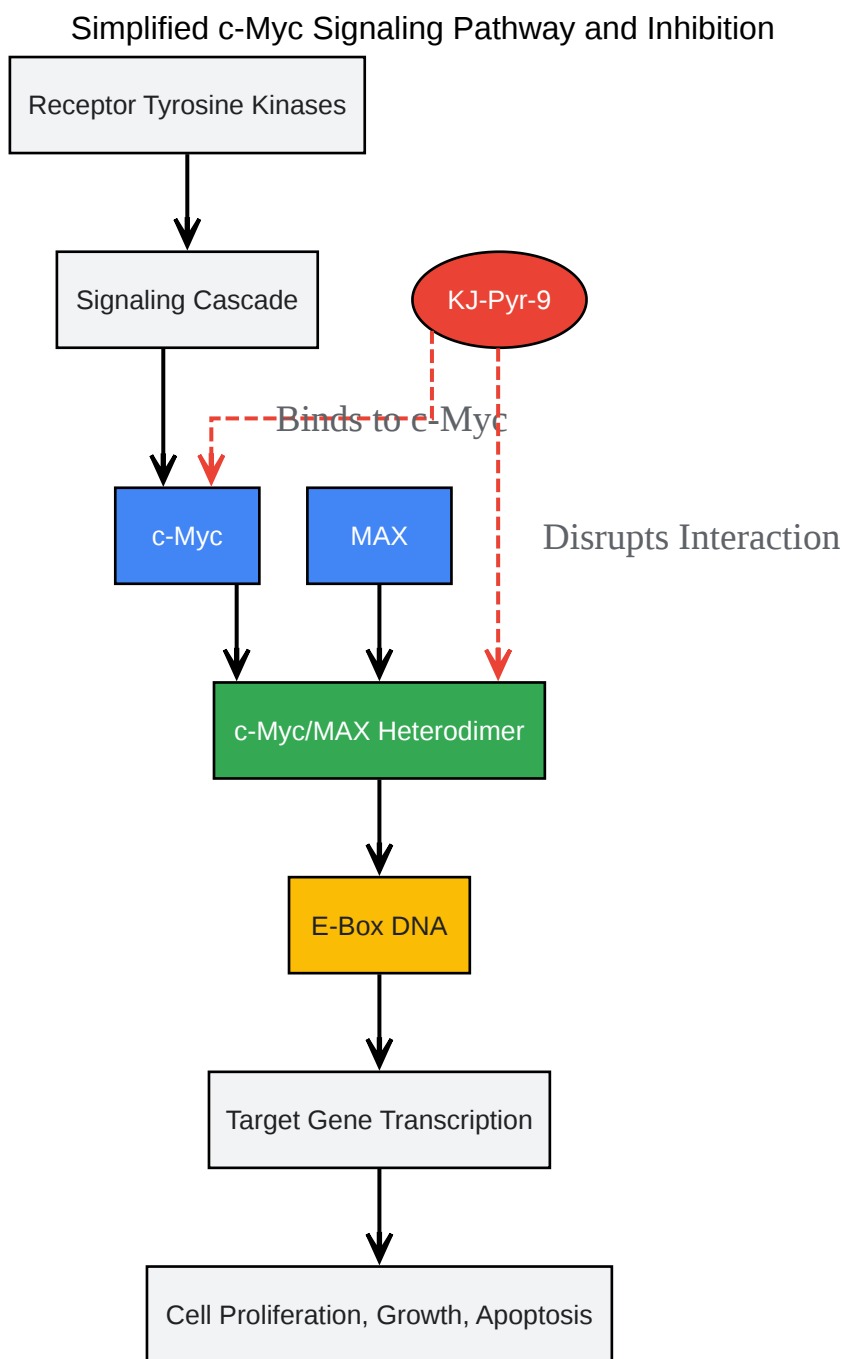 Simplified c-Myc Signaling Pathway and Inhibition
Receptor Tyrosine Kinases
Signaling Cascade
KJ-Pyr-9
Binds to c-Myc
c-Myc
MAX
Disrupts Interaction
c-Myc/MAX Heterodimer
E-Box DNA
Target Gene Transcription
Cell Proliferation, Growth, Apoptosis